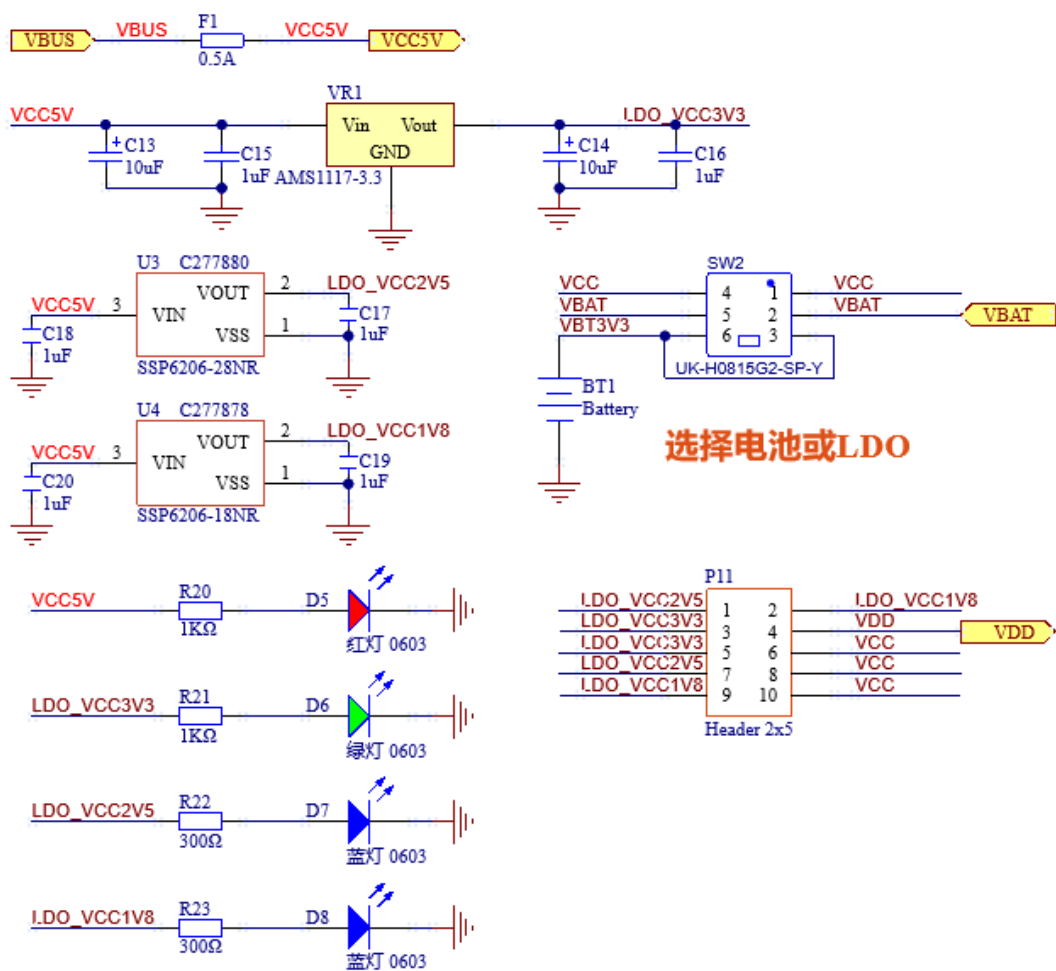 F1
VBUS VBUS VCC5V VCC5V
0.5A
VR1
VCC5V Vin Vout LDO_VCC3V3
GND
C13 10uF
C15 1uF
AMS1117-3.3
C14 10uF
C16 1uF
U3 C277880
VCC5V 3 VIN VOUT 2 LDO_VCC2V5
VSS 1
C18 1uF
C17 1uF
SSP6206-28NR
U4 C277878
VCC5V 3 VIN VOUT 2 LDO_VCC1V8
VSS 1
C20 1uF
C19 1uF
SSP6206-18NR
SW2
VCC 4 1 VCC
VBAT 5 2 VBAT VBAT
VBT3V3 6 3
UK-H0815G2-SP-Y
BT1
Battery
选择电池或LDO
VCC5V R20 1KΩ D5 红灯 0603
LDO_VCC3V3 R21 1KΩ D6 绿灯 0603
LDO_VCC2V5 R22 300Ω D7 蓝灯 0603
LDO_VCC1V8 R23 300Ω D8 蓝灯 0603
P11
LDO_VCC2V5 1 2 LDO_VCC1V8
LDO_VCC3V3 3 4 VDD VDD
LDO_VCC3V3 5 6 VCC
LDO_VCC2V5 7 8 VCC
LDO_VCC1V8 9 10 VCC
Header 2x5